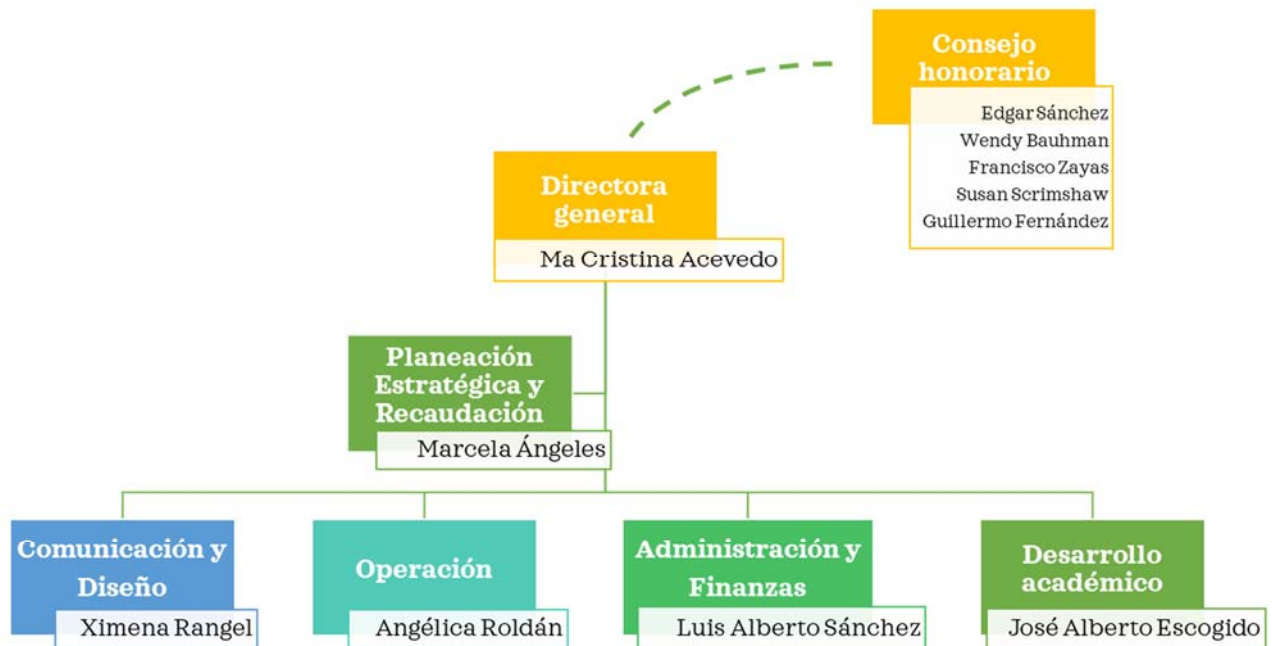 Consejo
honorario
Edgar Sánchez
Wendy Bauhman
Francisco Zayas
Susan Scrimshaw
Guillermo Fernández
Directora
general
Ma Cristina Acevedo
Planeación
Estratégica y
Recaudación
Marcela Ángeles
Comunicación y
Diseño
Ximena Rangel
Operación
Angélica Roldán
Administración y
Finanzas
Luis Alberto Sánchez
Desarrollo
académico
José Alberto Escogido